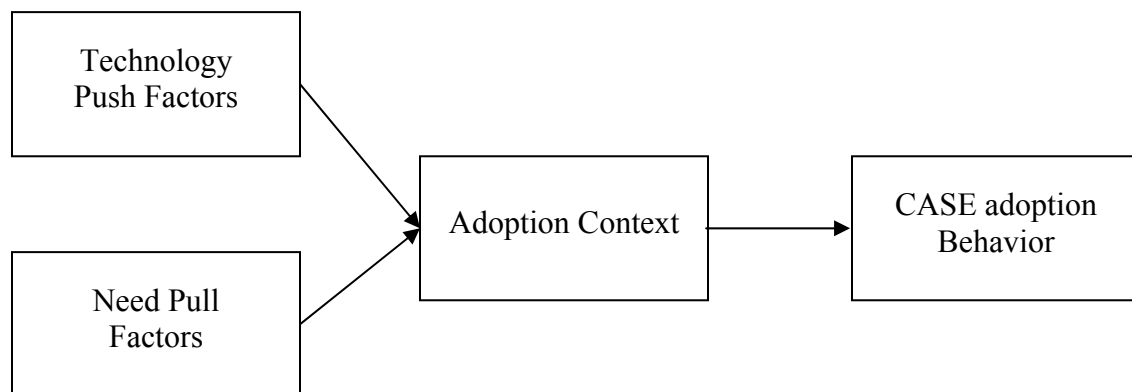 Technology
Push Factors
Need Pull
Factors
Adoption Context
CASE adoption
Behavior